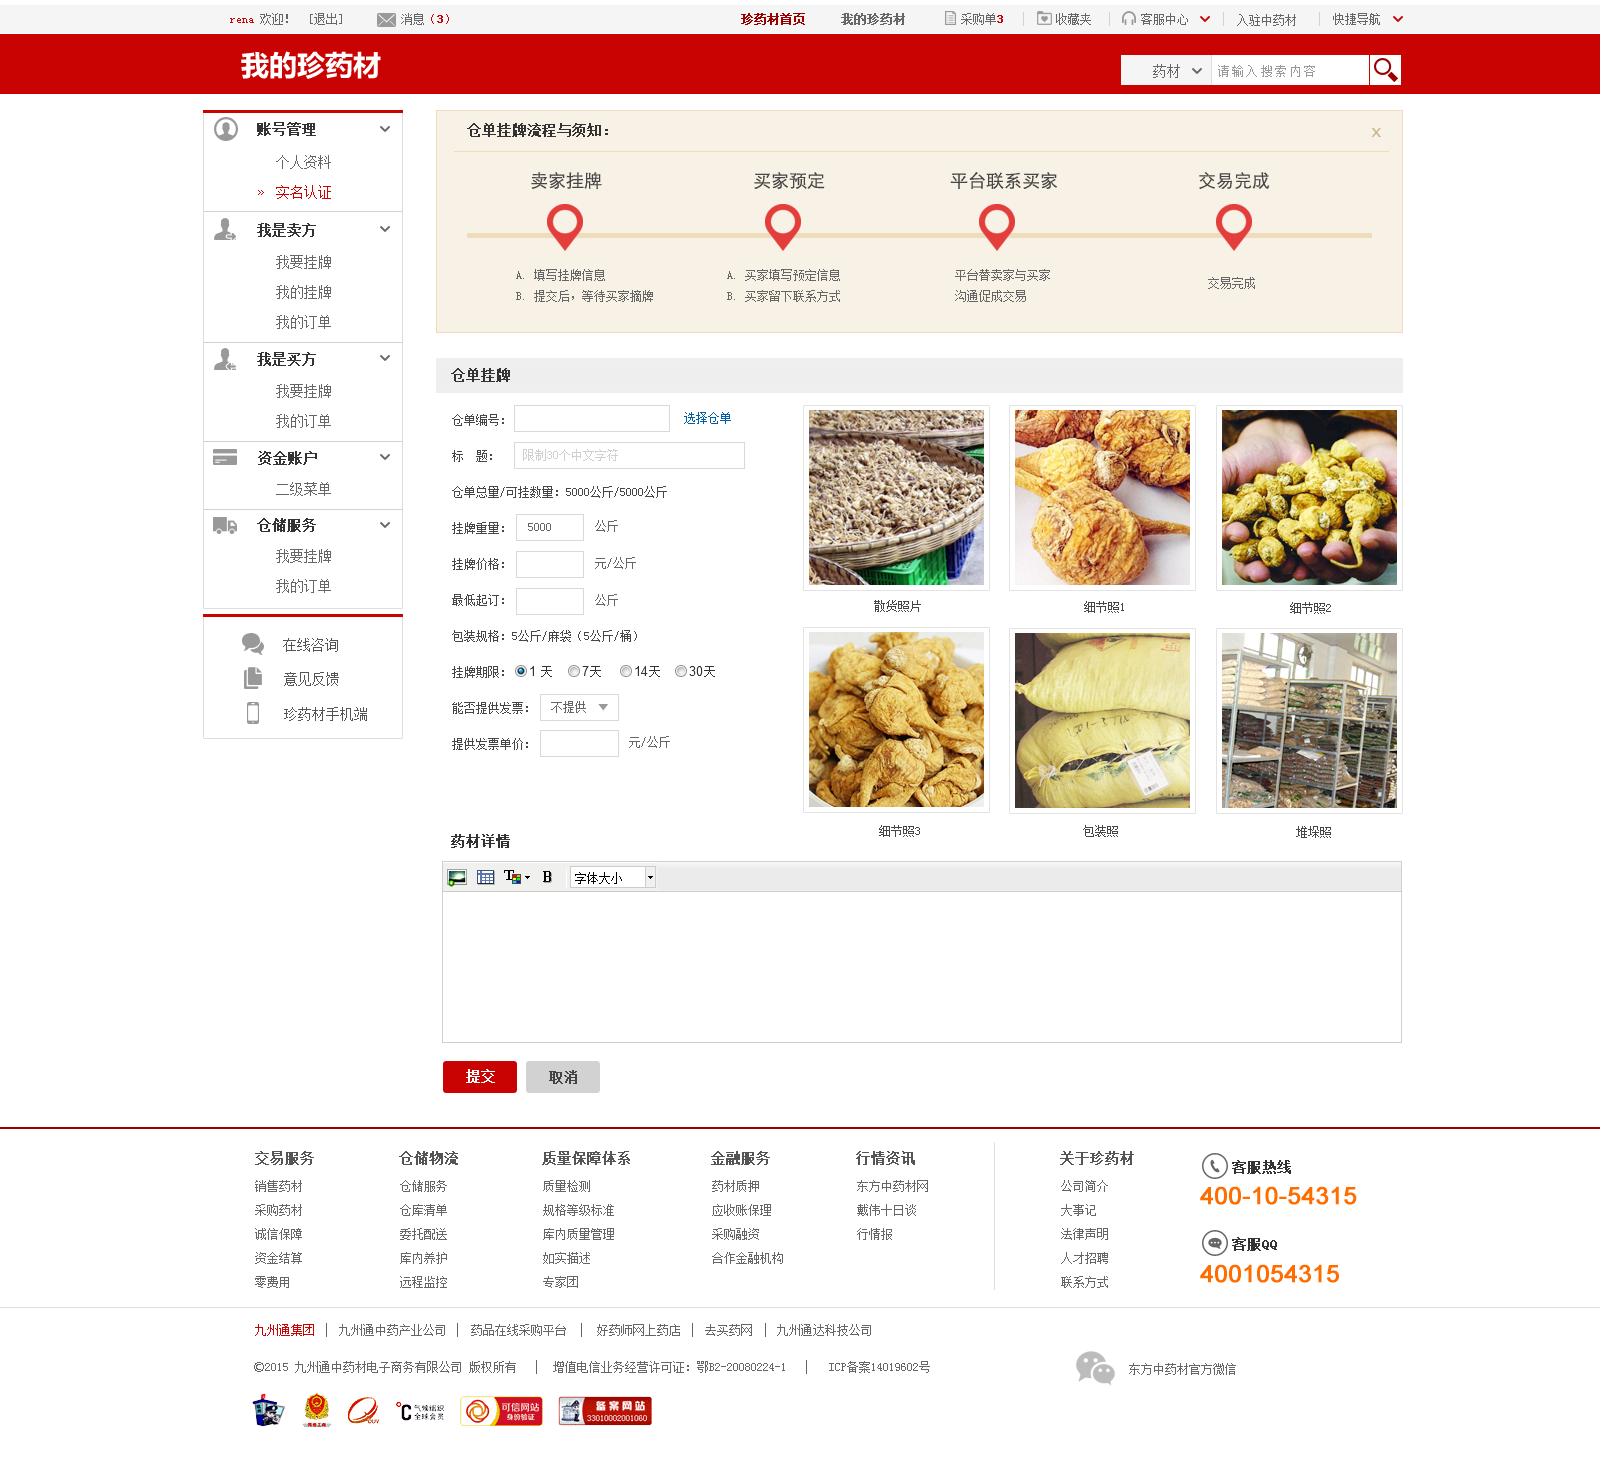 rena 欢迎! [退出] 消息（3） 珍药材首页 我的珍药材 采购单3 收藏夹 客服中心 入驻中药材 快捷导航
我的珍药材 药材 请输入搜索内容
账号管理
个人资料
» 实名认证
我是卖方
我要挂牌
我的挂牌
我的订单
我是买方
我要挂牌
我的订单
资金账户
二级菜单
仓储服务
我要挂牌
我的订单
在线咨询
意见反馈
珍药材手机端
仓单挂牌流程与须知： x
卖家挂牌 买家预定 平台联系买家 交易完成
A. 填写挂牌信息 A. 买家填写预定信息 平台替卖家与买家
B. 提交后，等待买家摘牌 B. 买家留下联系方式 沟通促成交易
交易完成
仓单挂牌
仓单编号： 选择仓单
标 题： 限制30个中文字符
仓单总量/可挂数量：5000公斤/5000公斤
挂牌重量： 5000 公斤
挂牌价格： 元/公斤
最低起订： 公斤
包装规格：5公斤/麻袋（5公斤/桶）
挂牌期限： 1 天 7天 14天 30天
能否提供发票： 不提供
提供发票单价： 元/公斤
散货照片 细节照1 细节照2
细节照3 包装照 堆垛照
药材详情
T B 字体大小
提交 取消
交易服务 仓储物流 质量保障体系 金融服务 行情资讯 关于珍药材
销售药材 仓储服务 质量检测 药材质押 东方中药材网 公司简介
采购药材 仓库清单 规格等级标准 应收账保理 戴伟十日谈 大事记
诚信保障 委托配送 库内质量管理 采购融资 行情报 法律声明
资金结算 库内养护 如实描述 合作金融机构 人才招聘
零费用 远程监控 专家团 联系方式
客服热线
400-10-54315
客服QQ
4001054315
九州通集团 | 九州通中药产业公司 | 药品在线采购平台 | 好药师网上药店 | 去买药网 | 九州通达科技公司
©2015 九州通中药材电子商务有限公司 版权所有 | 增值电信业务经营许可证：鄂B2-20080224-1 | ICP备案14019602号
东方中药材官方微信
℃ 气候组织 全球会员
可信网站 身份验证
备案网站 33010002001060